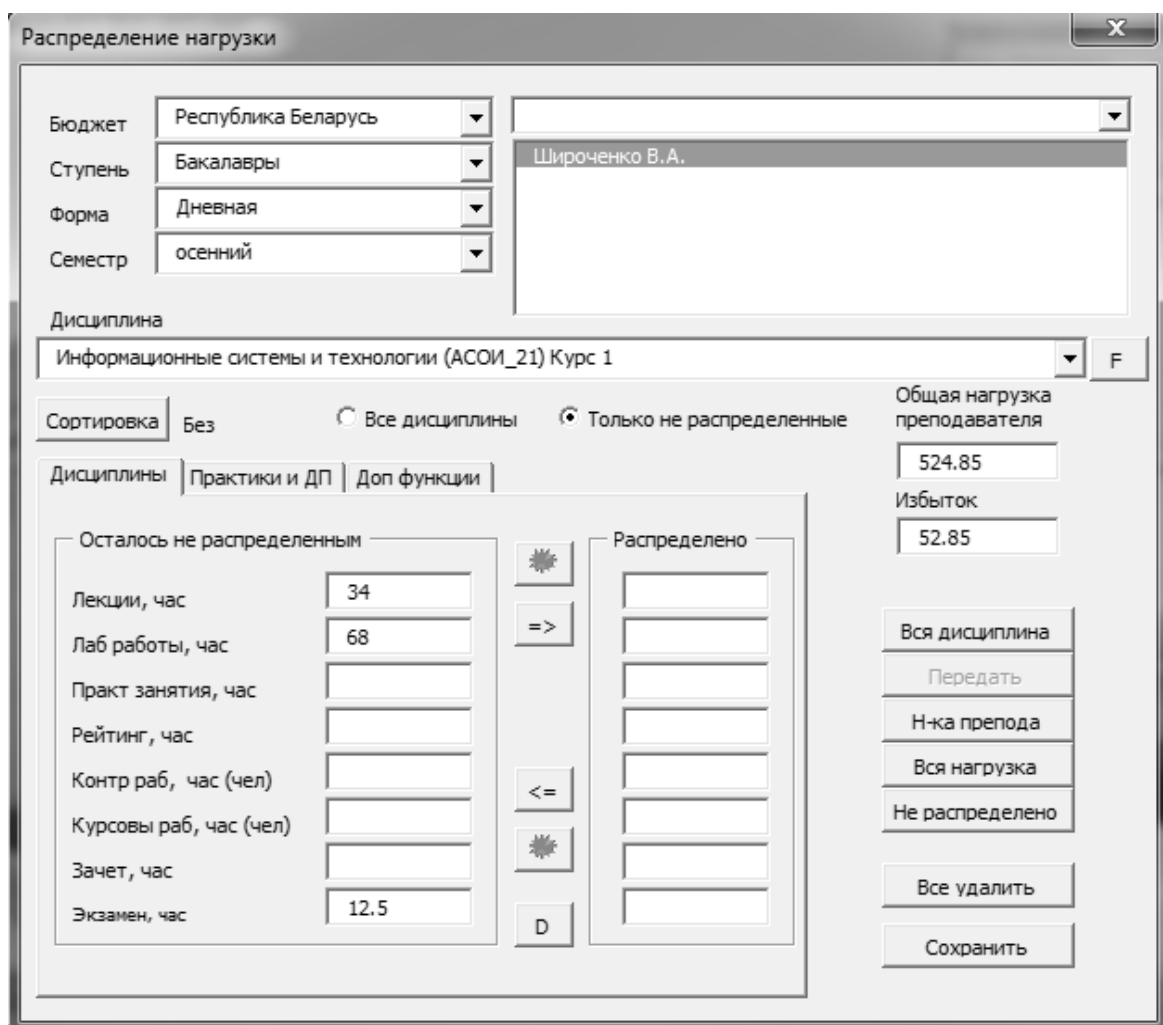 Распределение нагрузки
X
Бюджет Республика Беларусь
Широченко В.А.
Ступень Бакалавры
Форма Дневная
Семестр осенний
Дисциплина
Информационные системы и технологии (АСОИ_21) Курс 1 F
Сортировка Без Все дисциплины Только не распределенные
Общая нагрузка
преподавателя
524.85
Избыток
52.85
Дисциплины Практики и ДП Доп функции
Осталось не распределенным Распределено
Лекции, час 34
=>
Лаб работы, час 68
Практ занятия, час
Рейтинг, час
Контр раб, час (чел)
<=
Курсовы раб, час (чел)
Зачет, час
Экзамен, час 12.5
D
Вся дисциплина
Передать
Н-ка препода
Вся нагрузка
Не распределено
Все удалить
Сохранить